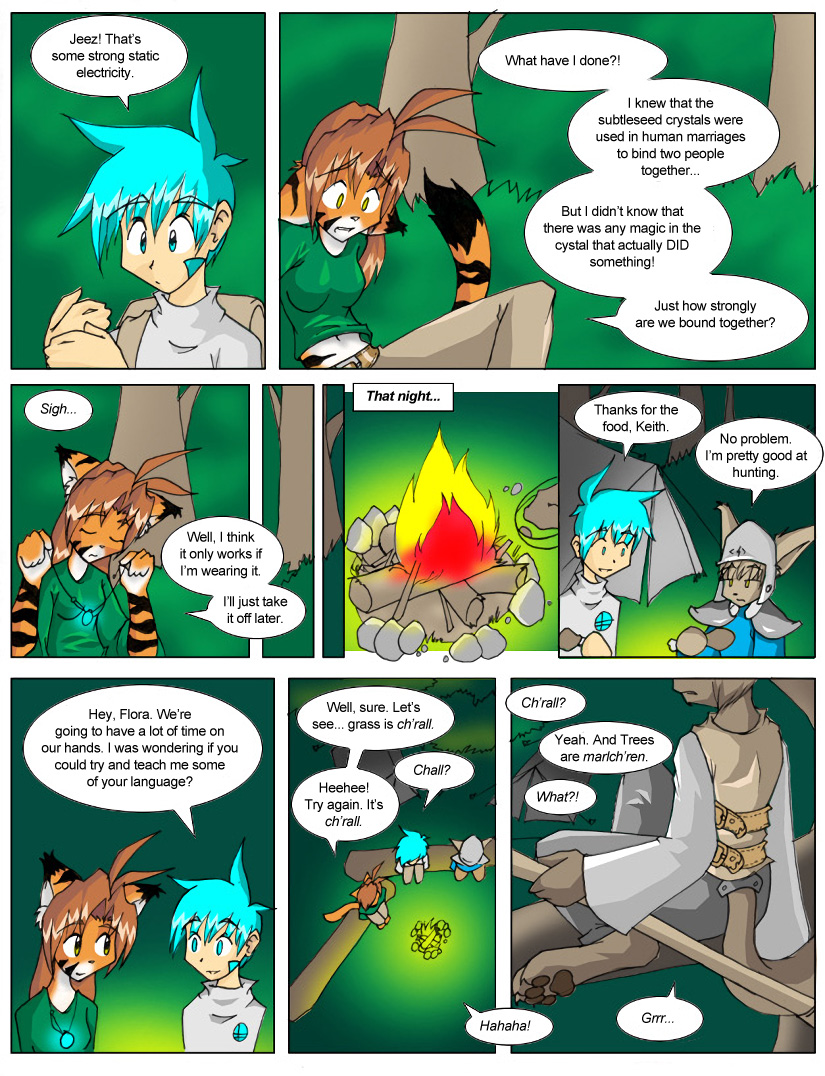 Jeez! That's
some strong static
electricity.
What have I done?!
I knew that the
subtleseed crystals were
used in human marriages
to bind two people
together...
But I didn't know that
there was any magic in the
cystal that actually DID
something!
Just how strongly
are we bound together?
Sigh...
Well, I think
it only works if
I'm wearing it.
I'll just take
it off later.
That night...
Thanks for the
food, Keith.
No problem.
I'm pretty good at
hunting.
Hey, Flora. We're
going to have a lot of time on
our hands. I was wondering if you
could try and teach me some
of your language?
Well, sure. Let's
see... grass is ch'rall.
Chall?
Heehee!
Try again. It's
ch'rall.
Ch'rall?
Yeah. And Trees
are marlch'ren.
What?!
Hahaha!
Grrr...